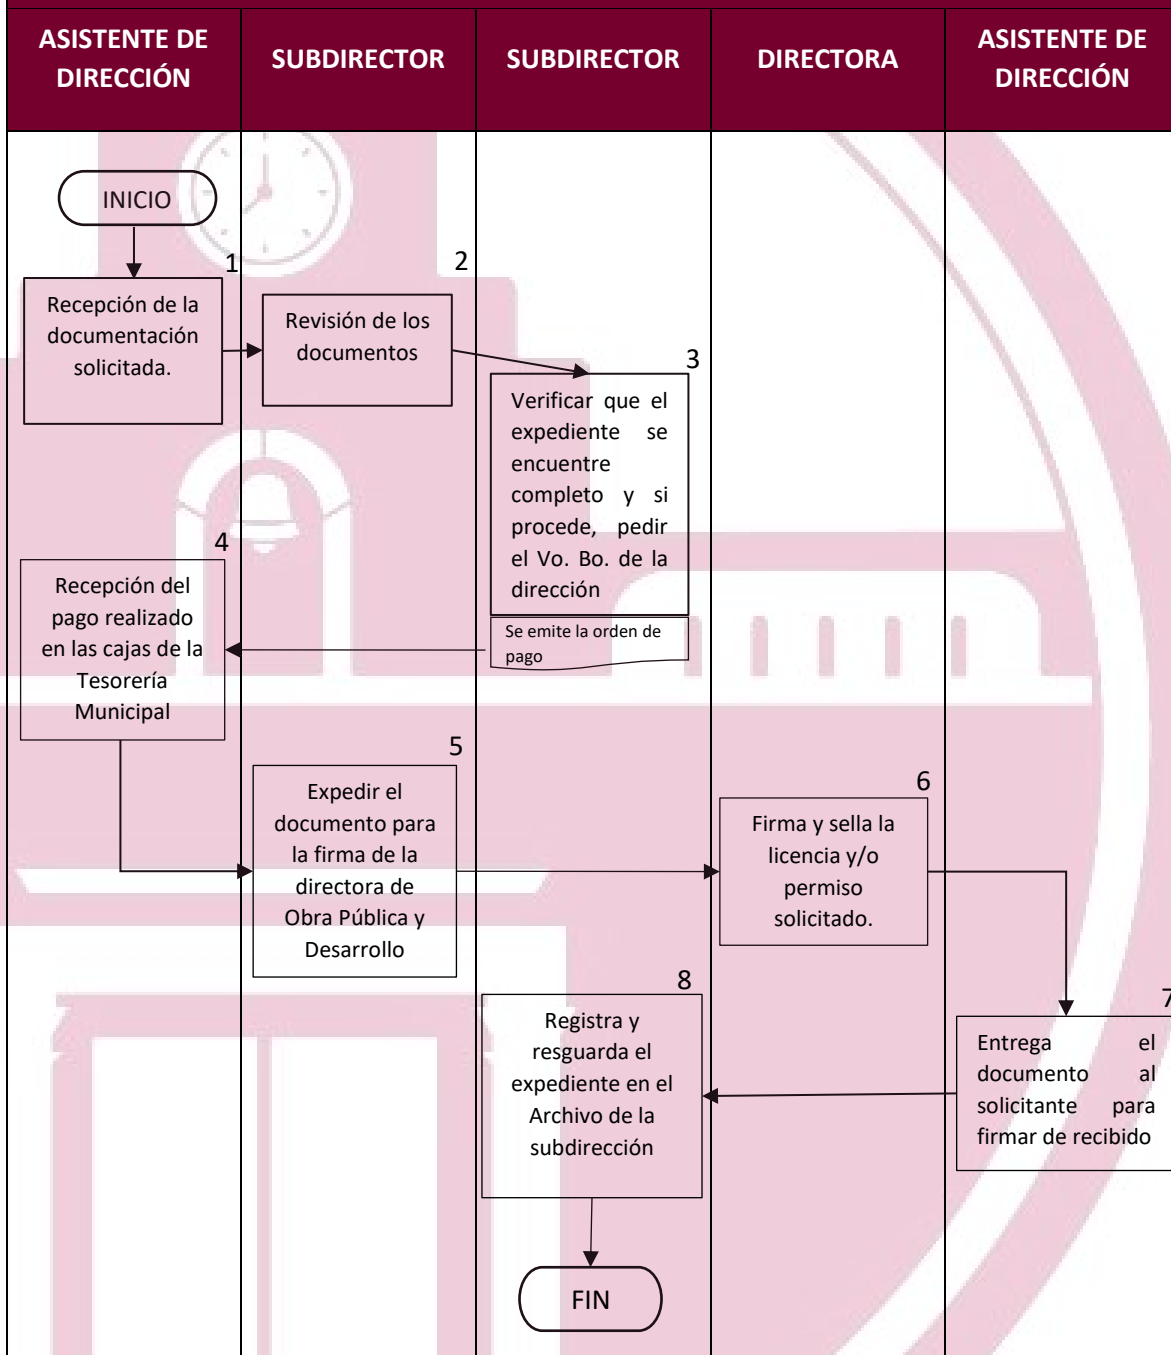 ASISTENTE DE
DIRECCIÓN
SUBDIRECTOR
SUBDIRECTOR
DIRECTORA
ASISTENTE DE
DIRECCIÓN
INICIO
1
Recepción de la
documentación
solicitada.
2
Revisión de los
documentos
3
Verificar que el
expediente se
encuentre
completo y si
procede, pedir
el Vo. Bo. de la
dirección
Se emite la orden de
pago
4
Recepción del
pago realizado
en las cajas de la
Tesorería
Municipal
5
Expedir el
documento para
la firma de la
directora de
Obra Pública y
Desarrollo
6
Firma y sella la
licencia y/o
permiso
solicitado.
7
Entrega el
documento al
solicitante para
firmar de recibido
8
Registra y
resguarda el
expediente en el
Archivo de la
subdirección
FIN